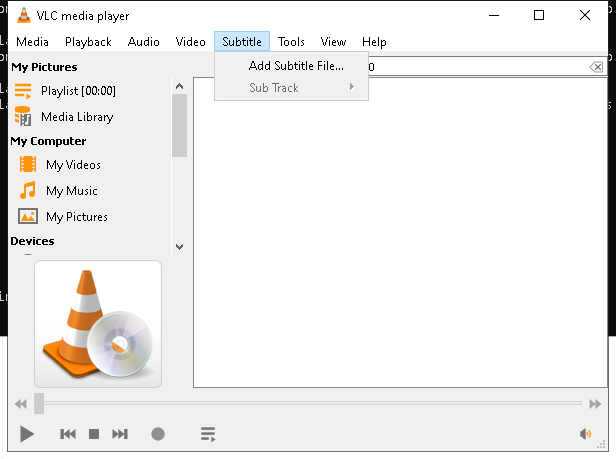 VLC media player
Media Playback Audio Video Subtitle Tools View Help
My Pictures
Playlist [00:00]
Media Library
My Computer
My Videos
My Music
My Pictures
Devices
Add Subtitle File...
Sub Track